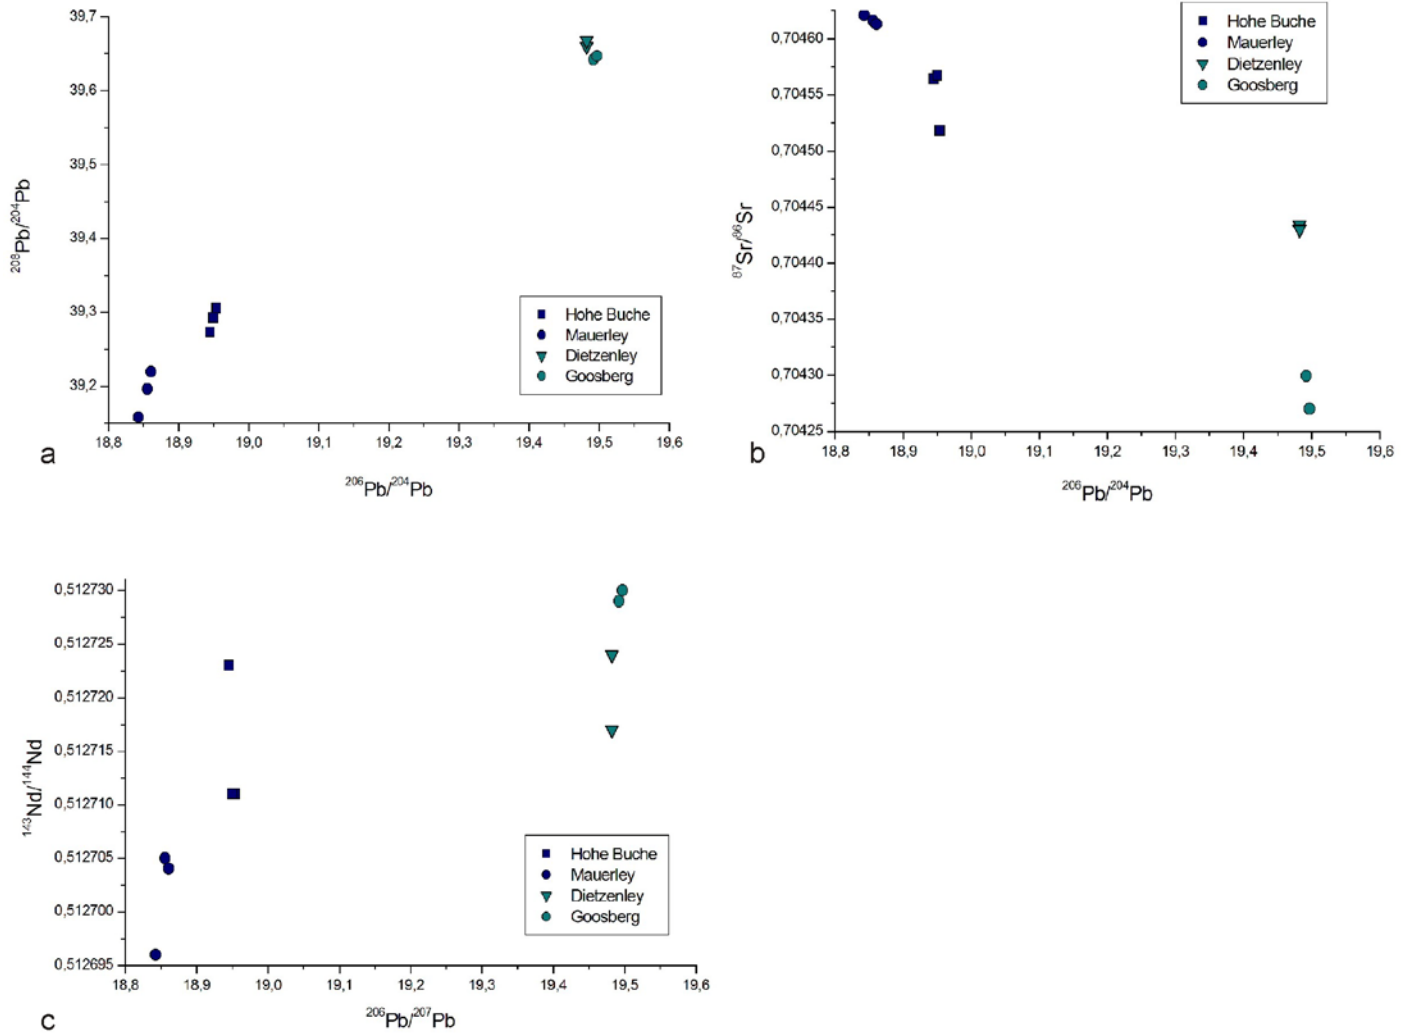 39,7
39,6
39,5
39,4
39,3
39,2
208Pb/204Pb
18,8 18,9 19,0 19,1 19,2 19,3 19,4 19,5 19,6
206Pb/204Pb
Hohe Buche
Mauerley
Dietzenley
Goosberg
a
0,70460
0,70455
0,70450
0,70445
0,70440
0,70435
0,70430
0,70425
87Sr/86Sr
18,8 18,9 19,0 19,1 19,2 19,3 19,4 19,5 19,6
206Pb/204Pb
Hohe Buche
Mauerley
Dietzenley
Goosberg
b
0,512730
0,512725
0,512720
0,512715
0,512710
0,512705
0,512700
0,512695
143Nd/144Nd
18,8 18,9 19,0 19,1 19,2 19,3 19,4 19,5 19,6
206Pb/207Pb
Hohe Buche
Mauerley
Dietzenley
Goosberg
c